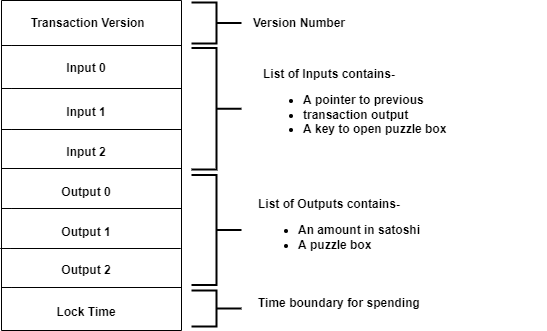 Transaction Version
Version Number
Input 0
Input 1
Input 2
List of Inputs contains-
A pointer to previous
transaction output
A key to open puzzle box
Output 0
Output 1
Output 2
List of Outputs contains-
An amount in satoshi
A puzzle box
Lock Time
Time boundary for spending